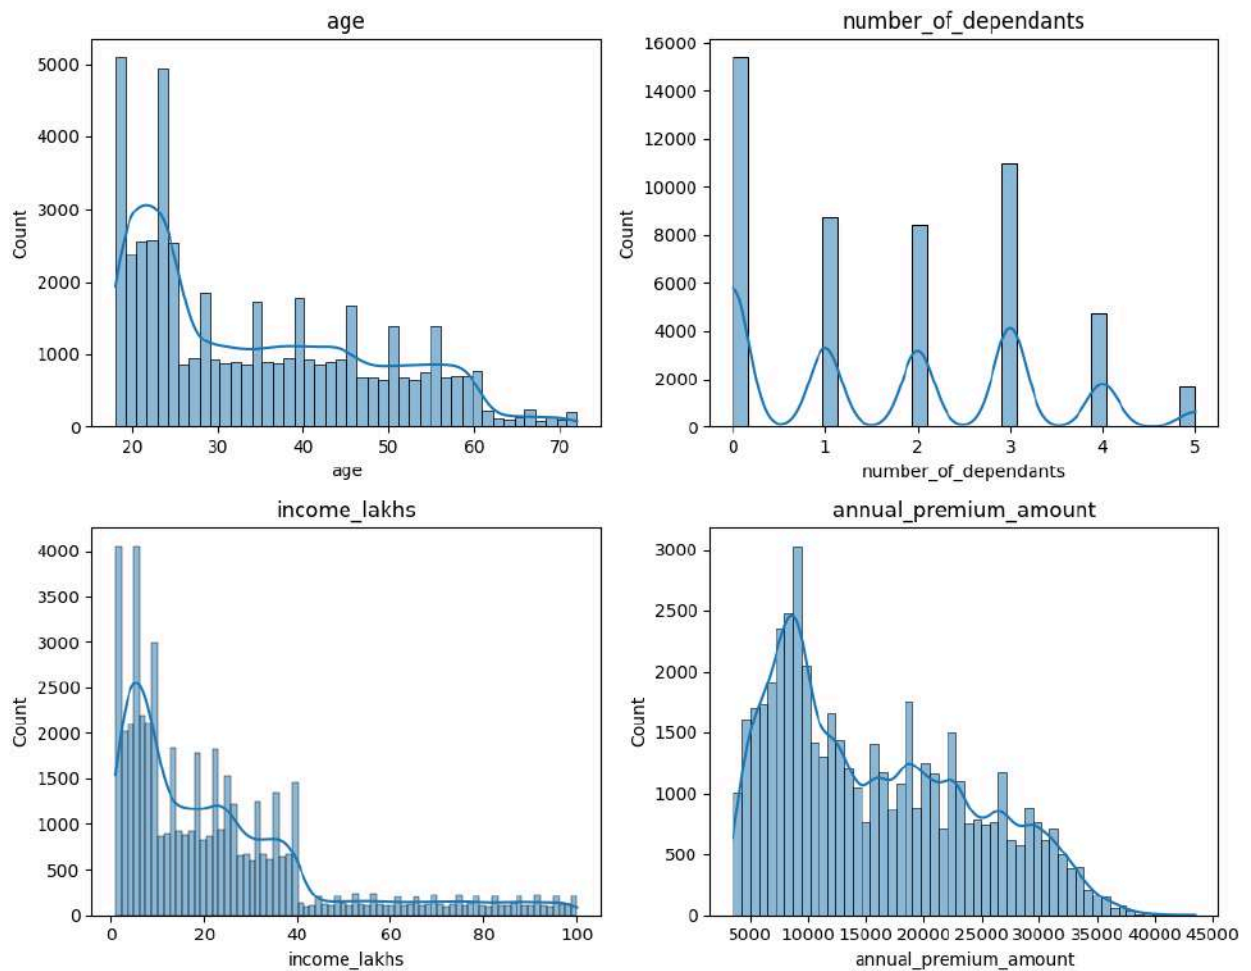 age
5000
4000
3000
2000
1000
0
Count
20 30 40 50 60 70
age
number_of_dependants
16000
14000
12000
10000
8000
6000
4000
2000
0
Count
0 1 2 3 4 5
number_of_dependants
income_lakhs
4000
3500
3000
2500
2000
1500
1000
500
0
Count
0 20 40 60 80 100
income_lakhs
annual_premium_amount
3000
2500
2000
1500
1000
500
0
Count
5000 10000 15000 20000 25000 30000 35000 40000 45000
annual_premium_amount